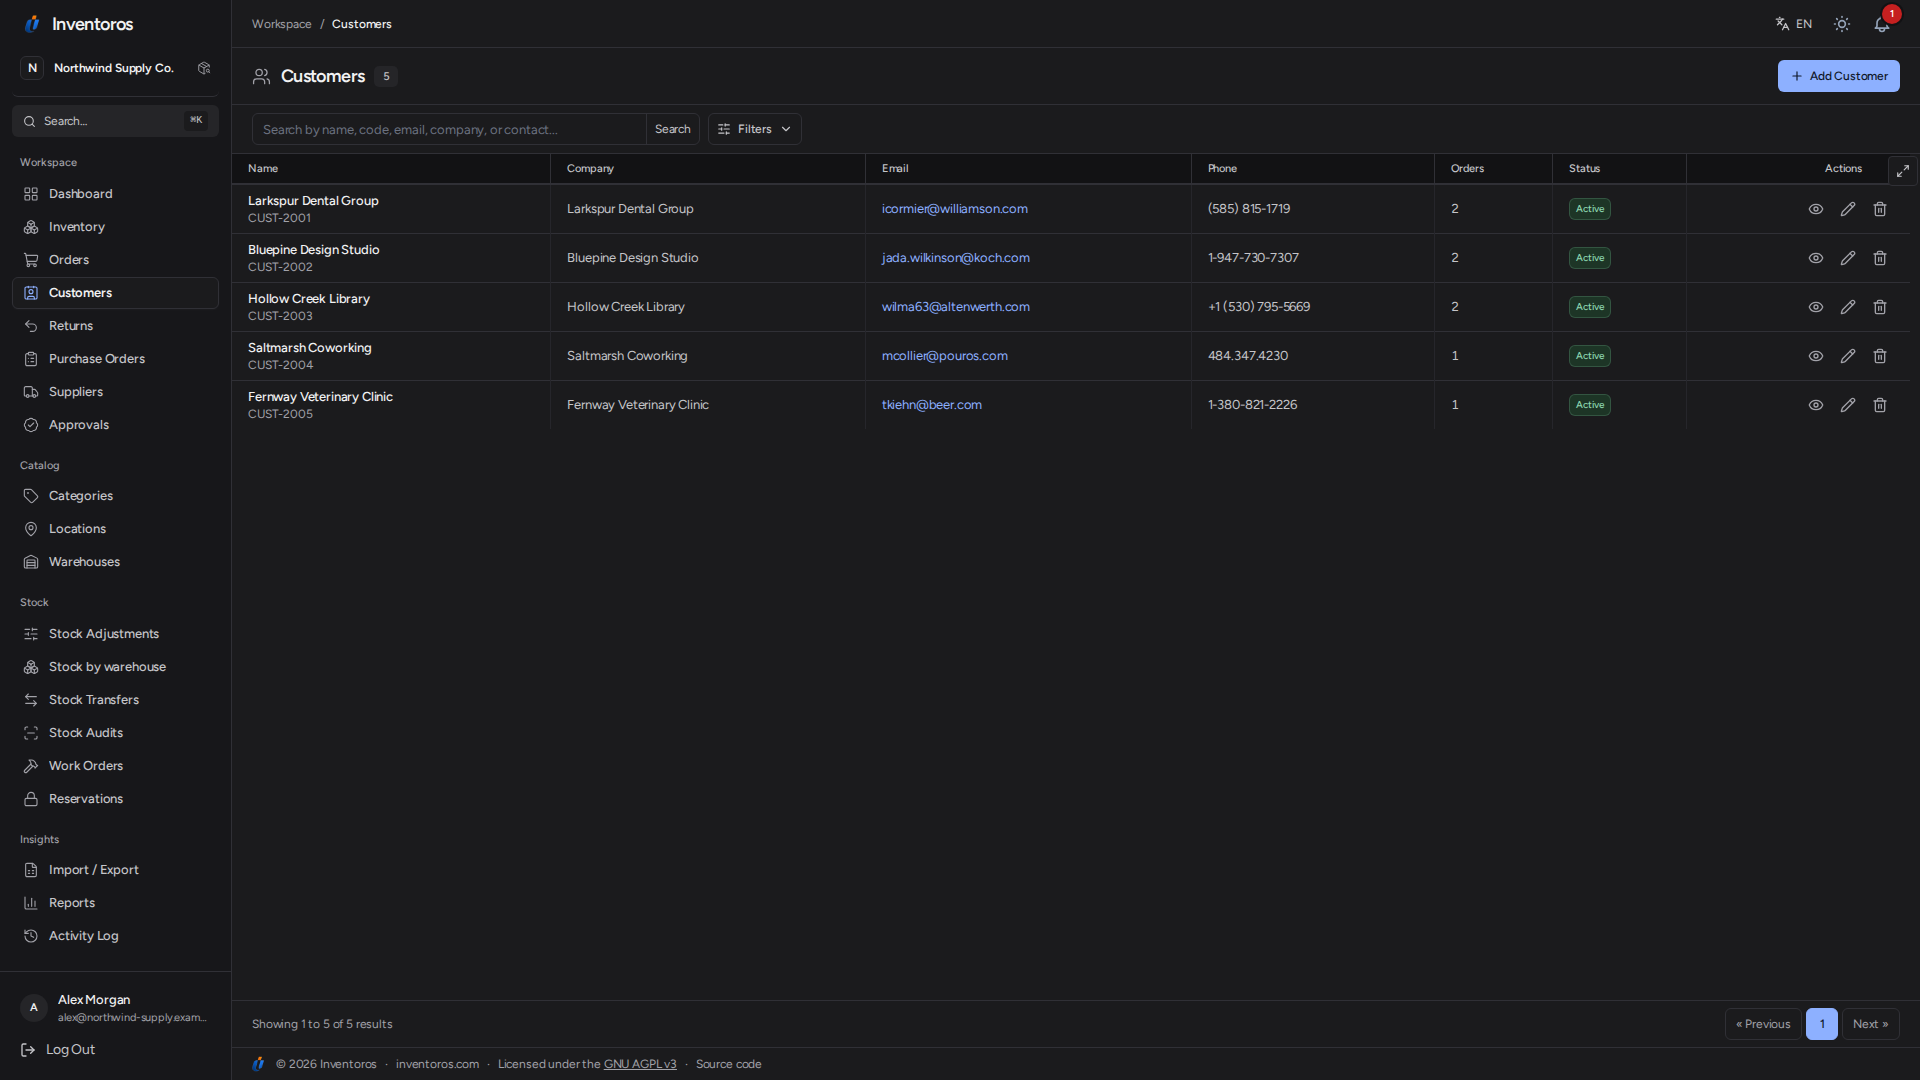 Inventoros
N Northwind Supply Co.
Search... ⌘K
Workspace
Dashboard
Inventory
Orders
Customers
Returns
Purchase Orders
Suppliers
Approvals
Catalog
Categories
Locations
Warehouses
Stock
Stock Adjustments
Stock by warehouse
Stock Transfers
Stock Audits
Work Orders
Reservations
Insights
Import / Export
Reports
Activity Log
A Alex Morgan
alex@northwind-supply.exam...
Log Out
Workspace / Customers
EN 1
Customers 5
Add Customer
Search by name, code, email, company, or contact... Search Filters
Name Company Email Phone Orders Status Actions
Larkspur Dental Group
CUST-2001
Larkspur Dental Group icormier@williamson.com (585) 815-1719 2 Active
Bluepine Design Studio
CUST-2002
Bluepine Design Studio jada.wilkinson@koch.com 1-947-730-7307 2 Active
Hollow Creek Library
CUST-2003
Hollow Creek Library wilma63@altenwerth.com +1 (530) 795-5669 2 Active
Saltmarsh Coworking
CUST-2004
Saltmarsh Coworking mcollier@pouros.com 484.347.4230 1 Active
Fernway Veterinary Clinic
CUST-2005
Fernway Veterinary Clinic tkiehn@beer.com 1-380-821-2226 1 Active
Showing 1 to 5 of 5 results
« Previous 1 Next »
© 2026 Inventoros · inventoros.com · Licensed under the GNU AGPL v3 · Source code